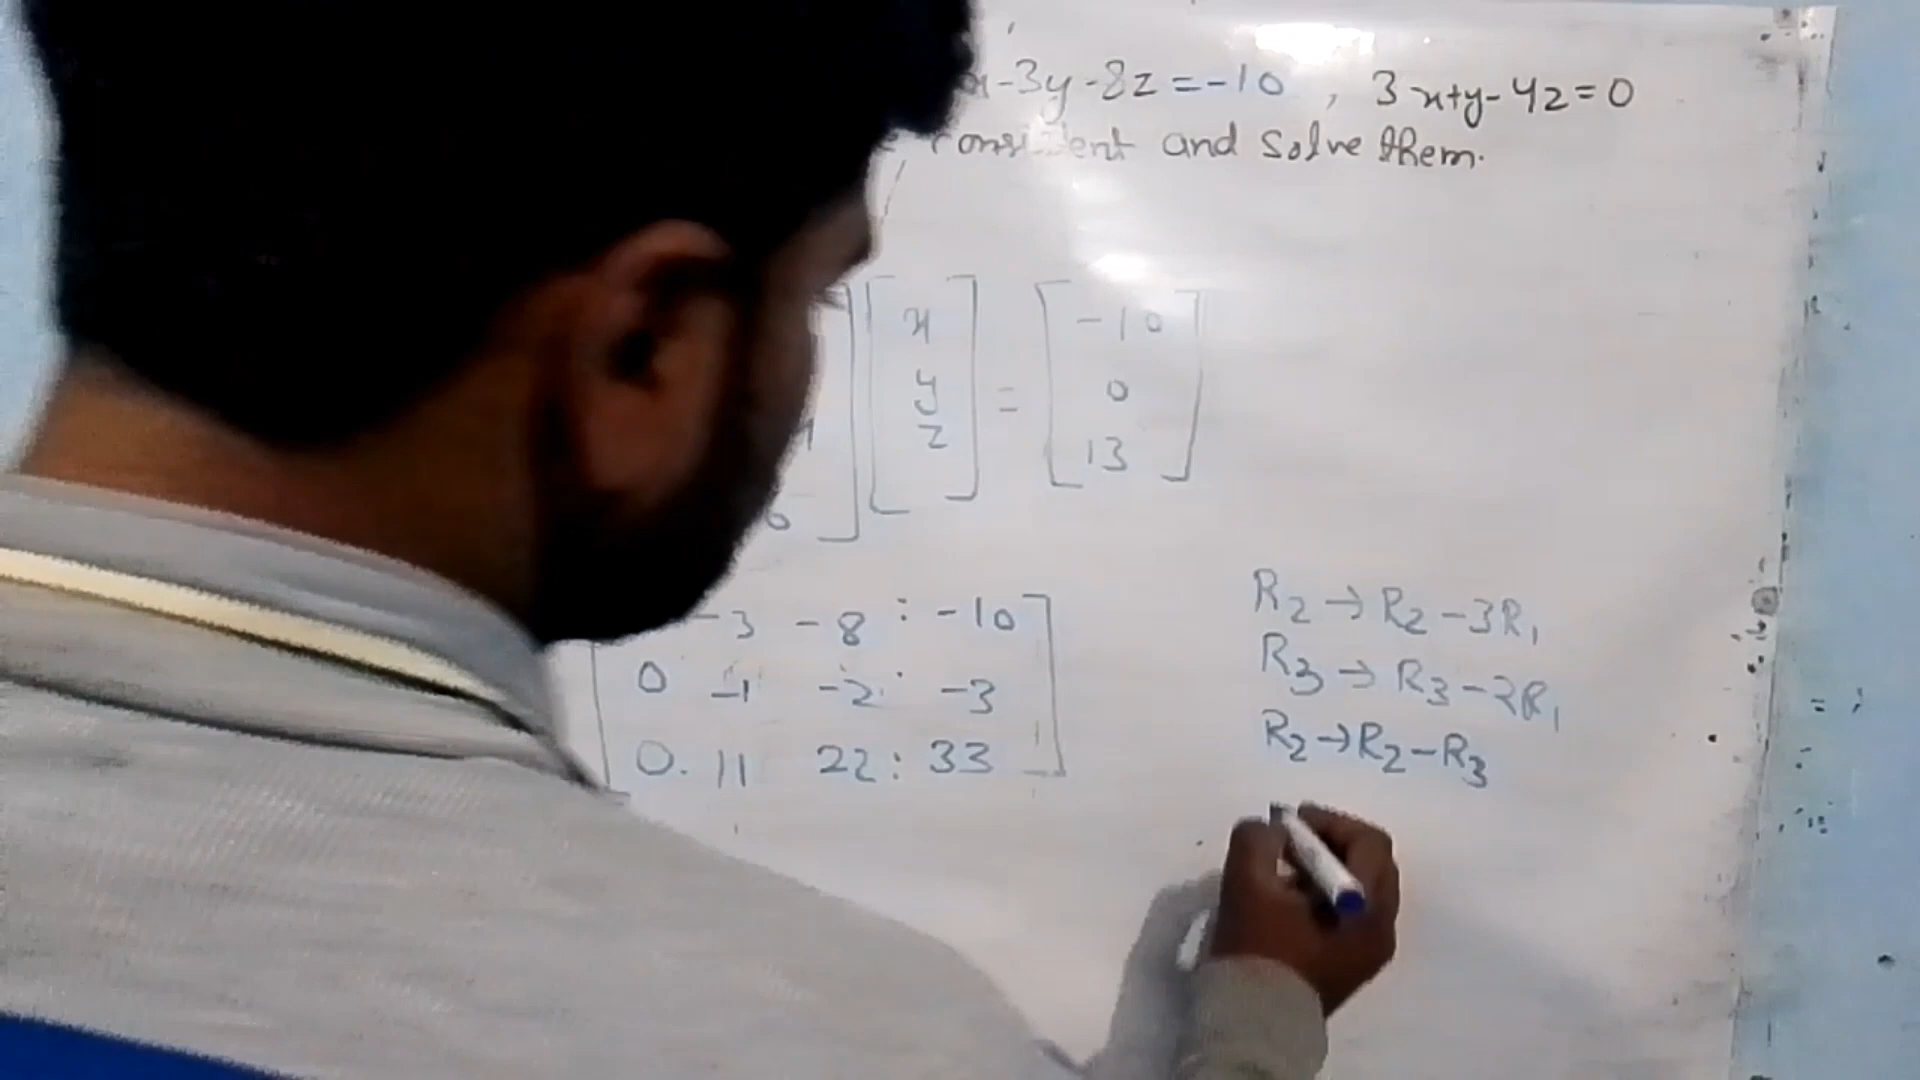 -3y-8z=-10 , 3x+y-4z=0
consistent and solve them.
x -10
y = 0
z 13
6
-3 -8 : -10
0 -1 -2 : -3
0. 11 22 : 33
R2→R2-3R1
R3→R3-2R1
R2→R2-R3